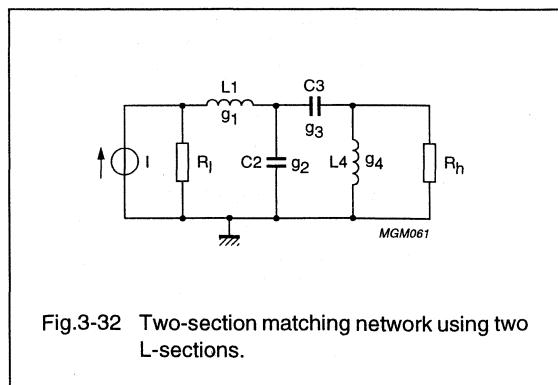 L1
C3
g1
g3
I
Rl
C2
g2
L4
g4
Rh
MGM061
Fig.3-32 Two-section matching network using two
L-sections.